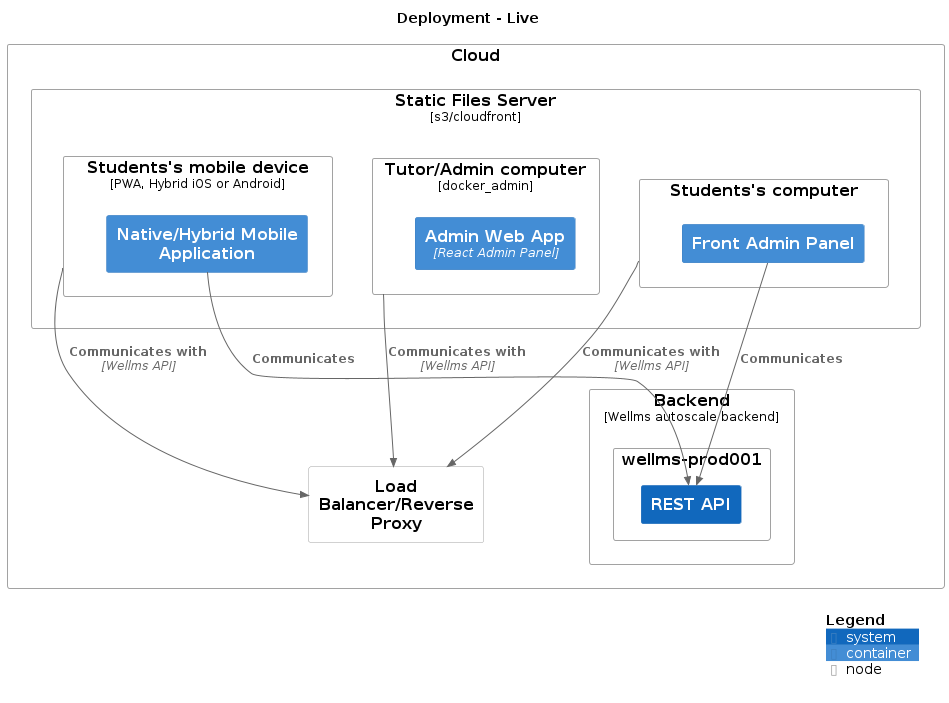 Deployment - Live
Cloud
Static Files Server
[s3/cloudfront]
Students's mobile device
[PWA, Hybrid iOS or Android]
Native/Hybrid Mobile
Application
Tutor/Admin computer
[docker_admin]
Admin Web App
[React Admin Panel]
Students's computer
Front Admin Panel
Communicates with
[Wellms API]
Communicates
Communicates with
[Wellms API]
Communicates with
[Wellms API]
Communicates
Backend
[Wellms autoscale backend]
wellms-prod001
REST API
Load
Balancer/Reverse
Proxy
Legend
system
container
node